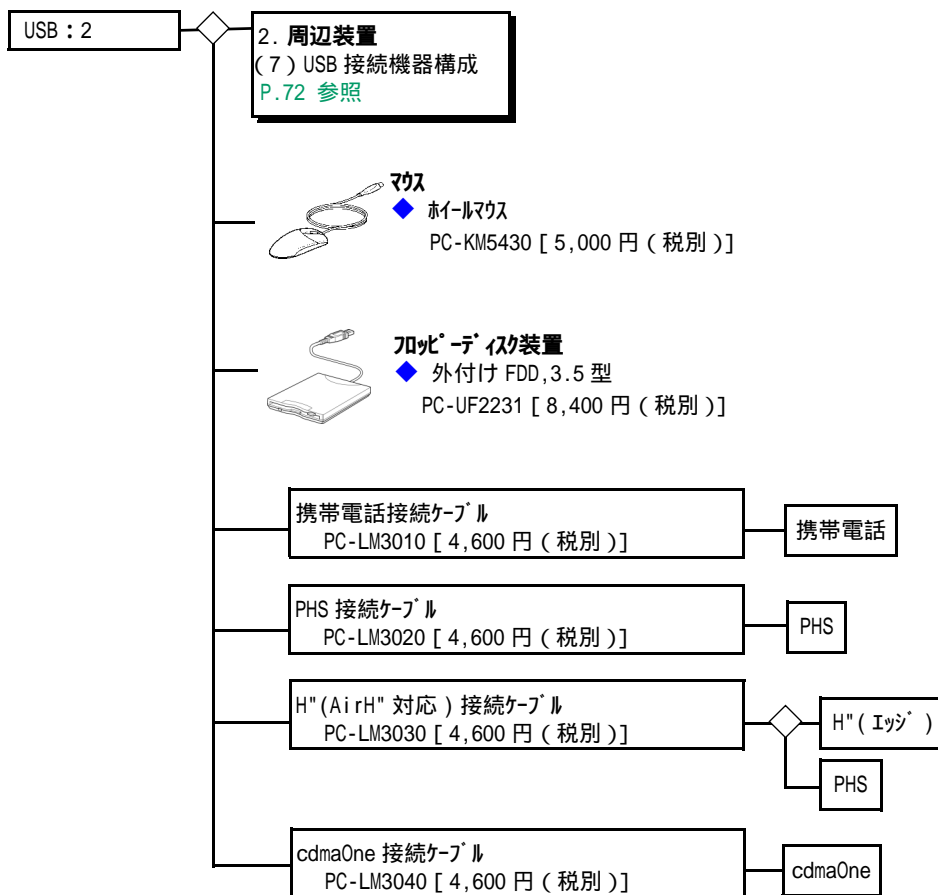 USB：2
2. 周辺装置
(7) USB 接続機器構成
P.72 参照
ﾏｳｽ
◆ ﾎｲｰﾙﾏｳｽ
PC-KM5430 [ 5,000 円 ( 税別 )]
ﾌﾛｯﾋﾟｰﾃﾞｨｽｸ装置
◆ 外付け FDD,3.5 型
PC-UF2231 [ 8,400 円 ( 税別 )]
携帯電話接続ｹｰﾌﾞﾙ
PC-LM3010 [ 4,600 円 ( 税別 )]
携帯電話
PHS 接続ｹｰﾌﾞﾙ
PC-LM3020 [ 4,600 円 ( 税別 )]
PHS
H"(AirH" 対応 ) 接続ｹｰﾌﾞﾙ
PC-LM3030 [ 4,600 円 ( 税別 )]
H"( ｴｯｼﾞ )
PHS
cdmaOne 接続ｹｰﾌﾞﾙ
PC-LM3040 [ 4,600 円 ( 税別 )]
cdmaOne